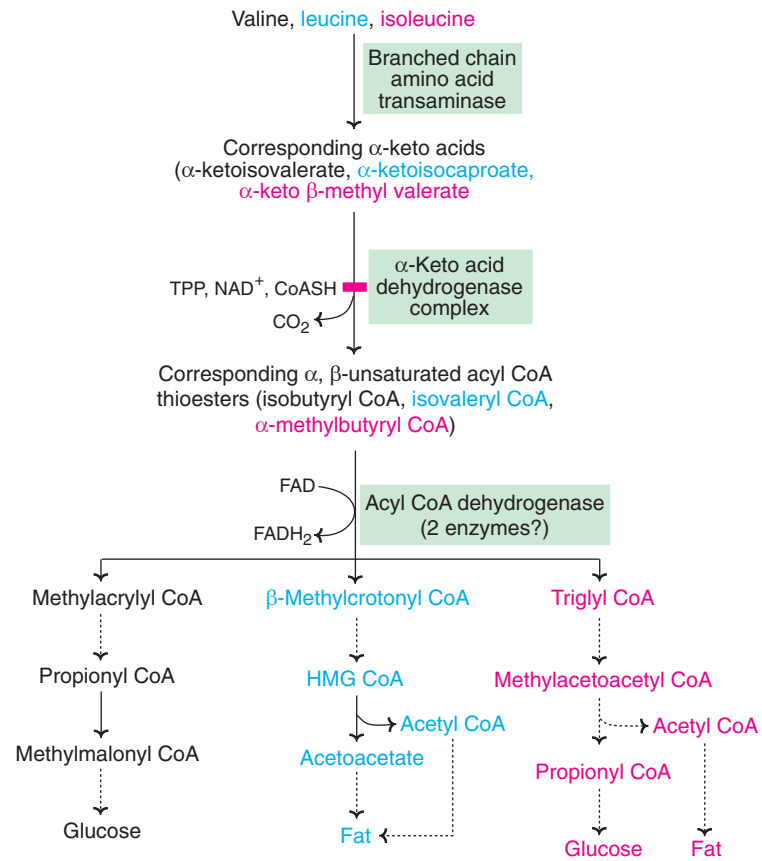 Valine, leucine, isoleucine
Branched chain
amino acid
transaminase
Corresponding α-keto acids
(α-ketoisovalerate, α-ketoisocaproate,
α-keto β-methyl valerate
TPP, NAD⁺, CoASH
α-Keto acid
dehydrogenase
complex
CO₂
Corresponding α, β-unsaturated acyl CoA
thioesters (isobutyryl CoA, isovaleryl CoA,
α-methylbutyryl CoA)
FAD
FADH₂
Acyl CoA dehydrogenase
(2 enzymes?)
Methylacrylyl CoA
β-Methylcrotonyl CoA
Triglyl CoA
Propionyl CoA
HMG CoA
Methylacetoacetyl CoA
Acetyl CoA
Acetyl CoA
Methylmalonyl CoA
Acetoacetate
Propionyl CoA
Glucose
Fat
Glucose
Fat